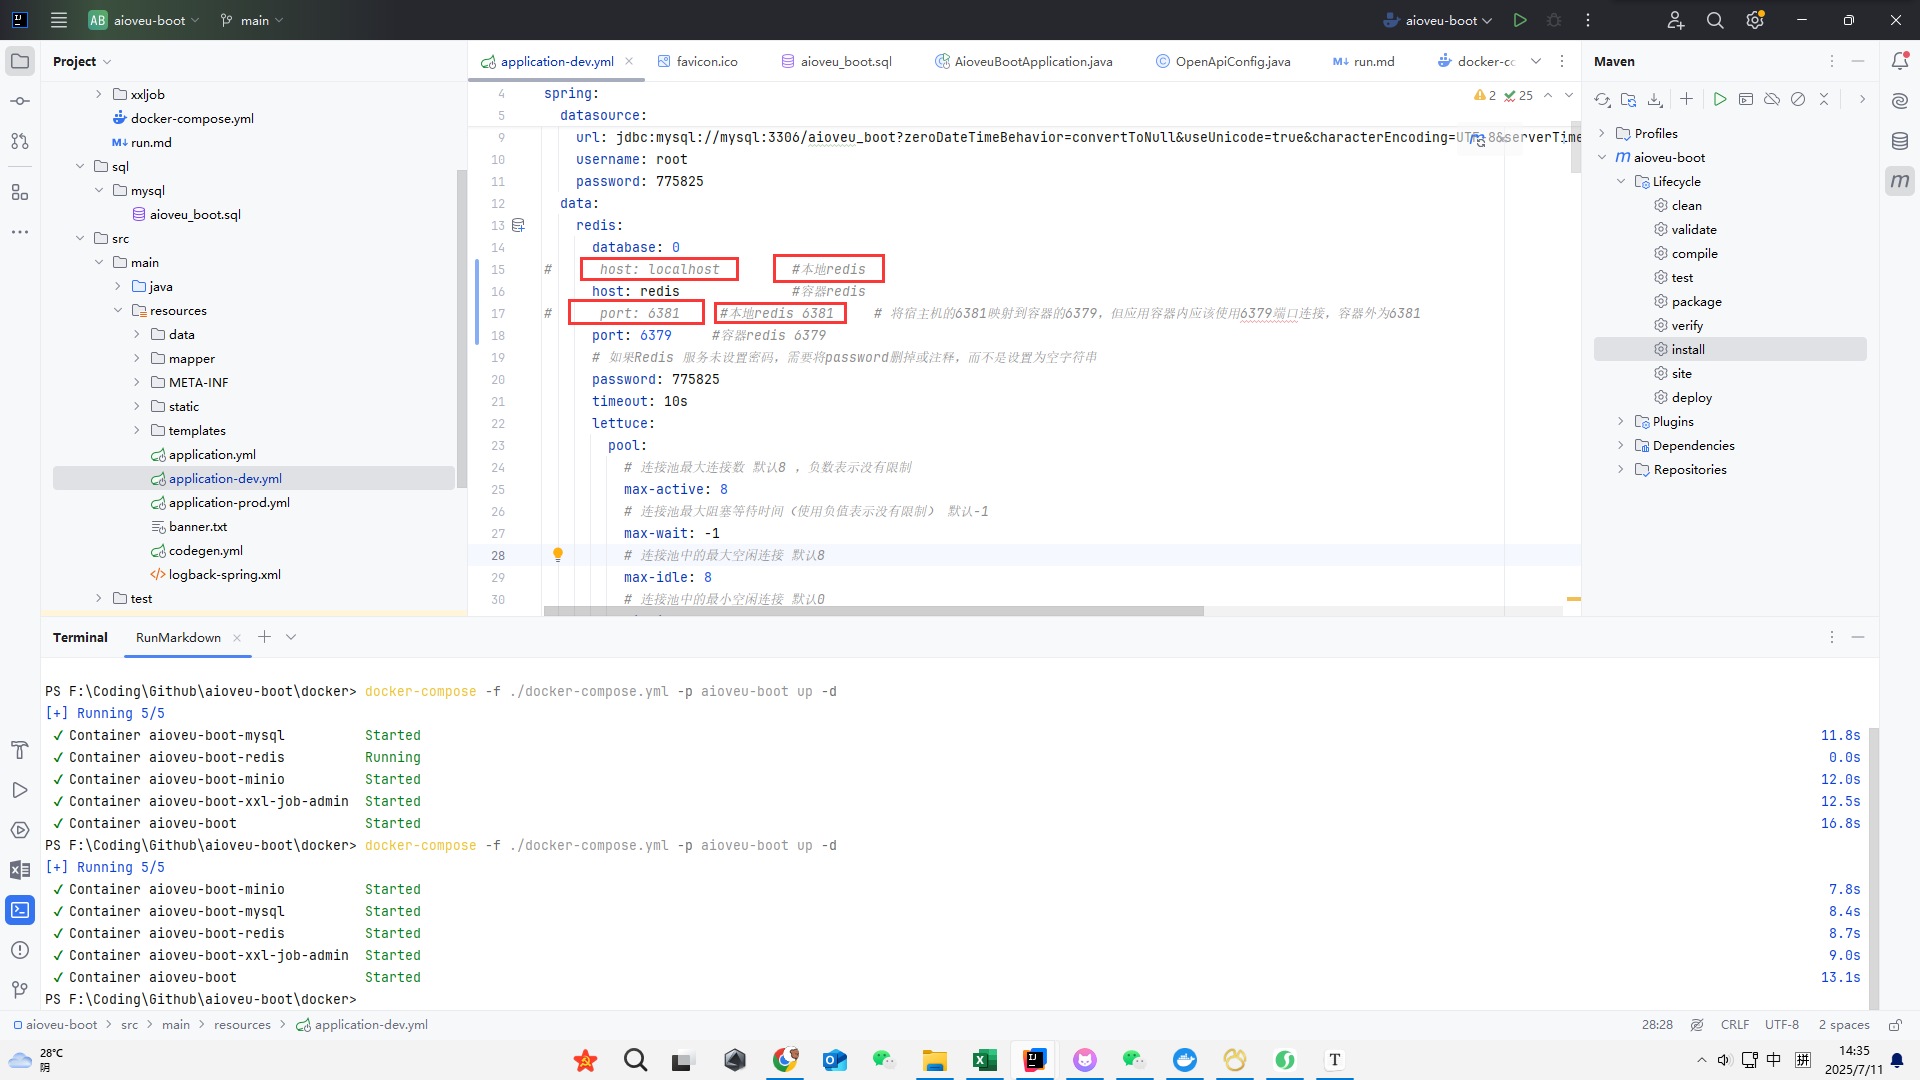 AB aioveu-boot main aioveu-boot
Project
xxljob
docker-compose.yml
run.md
sql
mysql
aioveu_boot.sql
src
main
java
resources
data
mapper
META-INF
static
templates
application.yml
application-dev.yml
application-prod.yml
banner.txt
codegen.yml
logback-spring.xml
test
application-dev.yml favicon.ico aioveu_boot.sql AioveuBootApplication.java OpenApiConfig.java run.md
2 25
4 spring:
5 datasource:
9 url: jdbc:mysql://mysql:3306/aioveu_boot?zeroDateTimeBehavior=convertToNull&useUnicode=true&characterEncoding=UTF-8&serverTime
10 username: root
11 password: 775825
12 data:
13 redis:
14 database: 0
15 # host: localhost #本地redis
16 host: redis #容器redis
17 # port: 6381 #本地redis 6381 # 将宿主机的6381映射到容器的6379，但应用容器内应该使用6379端口连接，容器外为6381
18 port: 6379 #容器redis 6379
19 # 如果Redis 服务未设置密码，需要将password删掉或注释，而不是设置为空字符串
20 password: 775825
21 timeout: 10s
22 lettuce:
23 pool:
24 # 连接池最大连接数 默认8 ，负数表示没有限制
25 max-active: 8
26 # 连接池最大阻塞等待时间（使用负值表示没有限制） 默认-1
27 max-wait: -1
28 # 连接池中的最大空闲连接 默认8
29 max-idle: 8
30 # 连接池中的最小空闲连接 默认0
Maven
Profiles
aioveu-boot
Lifecycle
clean
validate
compile
test
package
verify
install
site
deploy
Plugins
Dependencies
Repositories
Terminal RunMarkdown
PS F:\Coding\Github\aioveu-boot\docker> docker-compose -f ./docker-compose.yml -p aioveu-boot up -d
[+] Running 5/5
✔ Container aioveu-boot-mysql Started 11.8s
✔ Container aioveu-boot-redis Running 0.0s
✔ Container aioveu-boot-minio Started 12.0s
✔ Container aioveu-boot-xxl-job-admin Started 12.5s
✔ Container aioveu-boot Started 16.8s
PS F:\Coding\Github\aioveu-boot\docker> docker-compose -f ./docker-compose.yml -p aioveu-boot up -d
[+] Running 5/5
✔ Container aioveu-boot-minio Started 7.8s
✔ Container aioveu-boot-mysql Started 8.4s
✔ Container aioveu-boot-redis Started 8.7s
✔ Container aioveu-boot-xxl-job-admin Started 9.0s
✔ Container aioveu-boot Started 13.1s
PS F:\Coding\Github\aioveu-boot\docker>
aioveu-boot > src > main > resources > application-dev.yml 28:28 CRLF UTF-8 2 spaces
28°C
阴
中 拼
14:35
2025/7/11